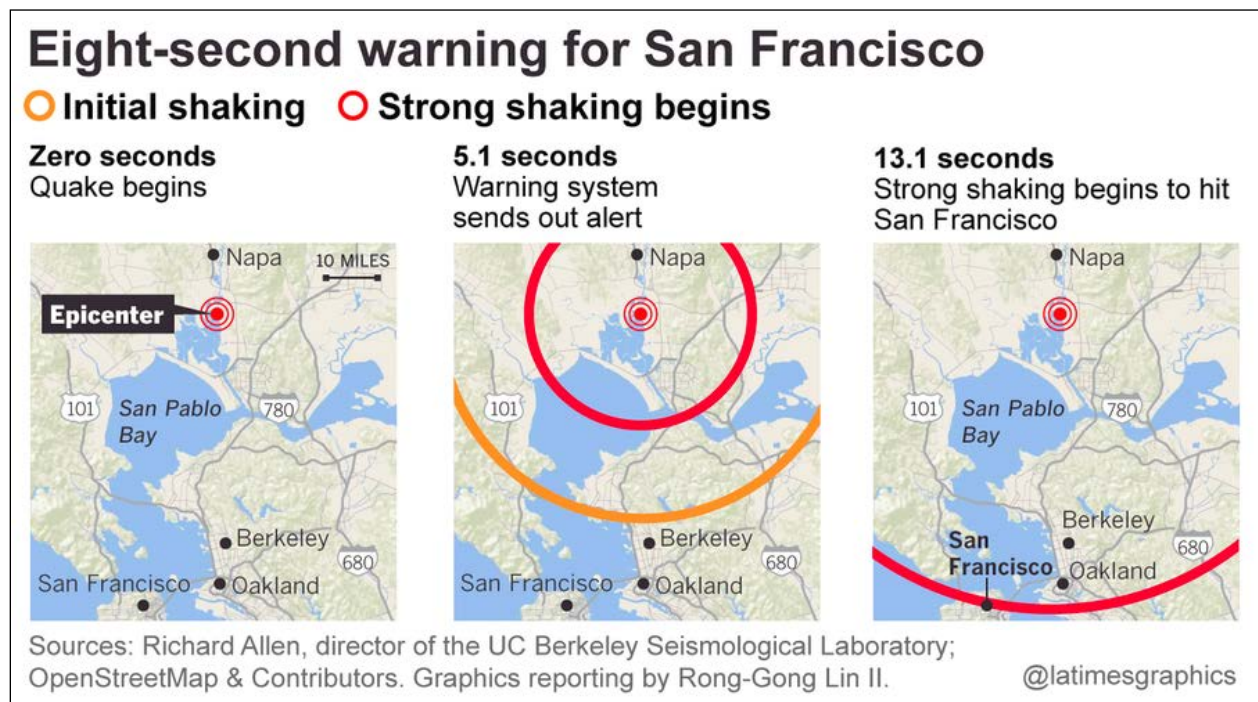 Eight-second warning for San Francisco
Initial shaking
Strong shaking begins
Zero seconds
Quake begins
Napa
10 MILES
Epicenter
101
San Pablo
Bay
780
Berkeley
680
San Francisco
Oakland
5.1 seconds
Warning system
sends out alert
Napa
101
780
Berkeley
680
San Francisco
Oakland
13.1 seconds
Strong shaking begins to hit
San Francisco
Napa
101
San Pablo
Bay
780
Berkeley
680
San
Francisco
Oakland
Sources: Richard Allen, director of the UC Berkeley Seismological Laboratory;
OpenStreetMap & Contributors. Graphics reporting by Rong-Gong Lin II.
@latimesgraphics